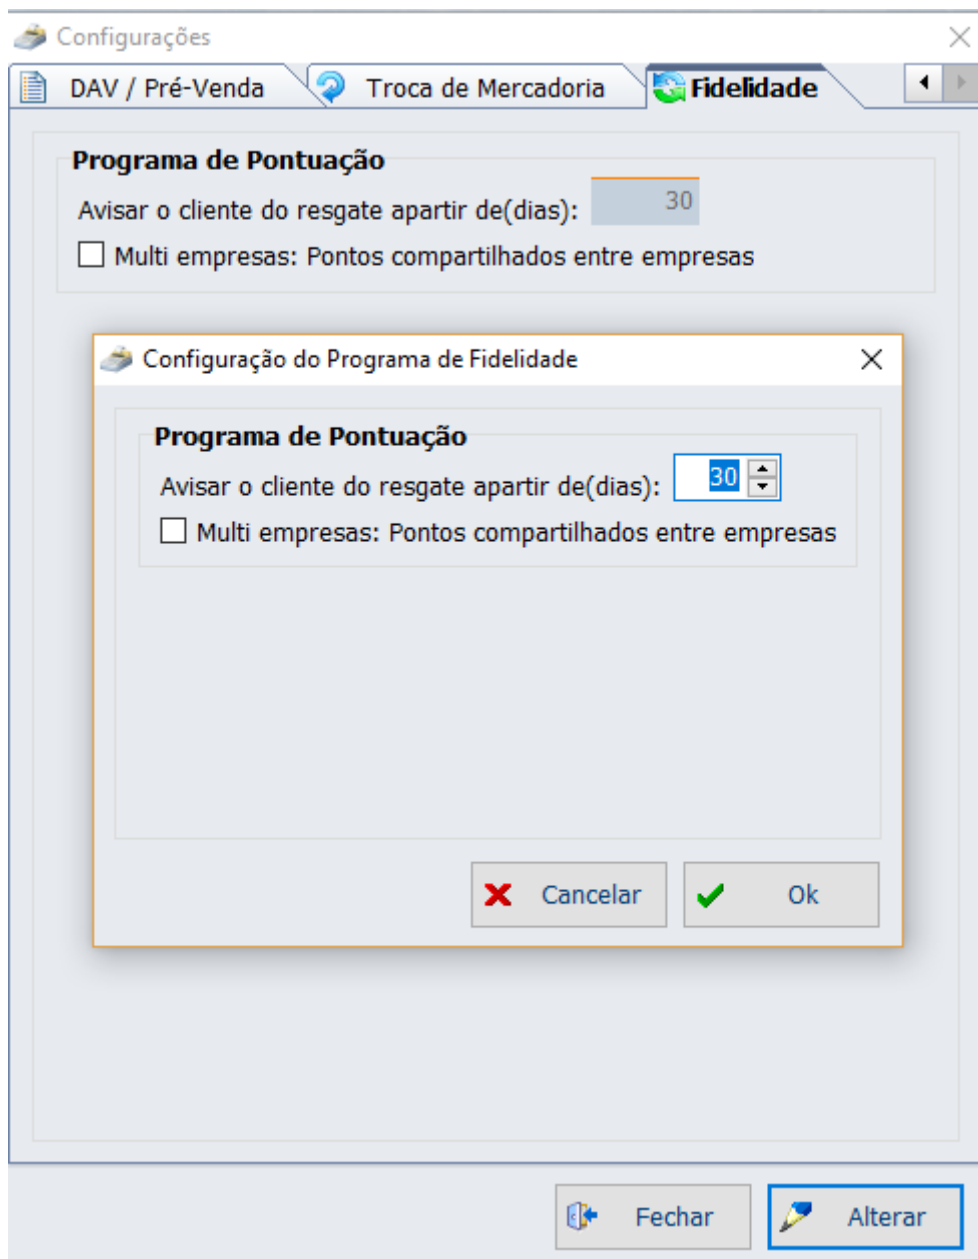 Configurações
DAV / Pré-Venda Troca de Mercadoria Fidelidade
Programa de Pontuação
Avisar o cliente do resgate apartir de(dias): 30
Multi empresas: Pontos compartilhados entre empresas
Configuração do Programa de Fidelidade
Programa de Pontuação
Avisar o cliente do resgate apartir de(dias): 30
Multi empresas: Pontos compartilhados entre empresas
Cancelar Ok
Fechar Alterar